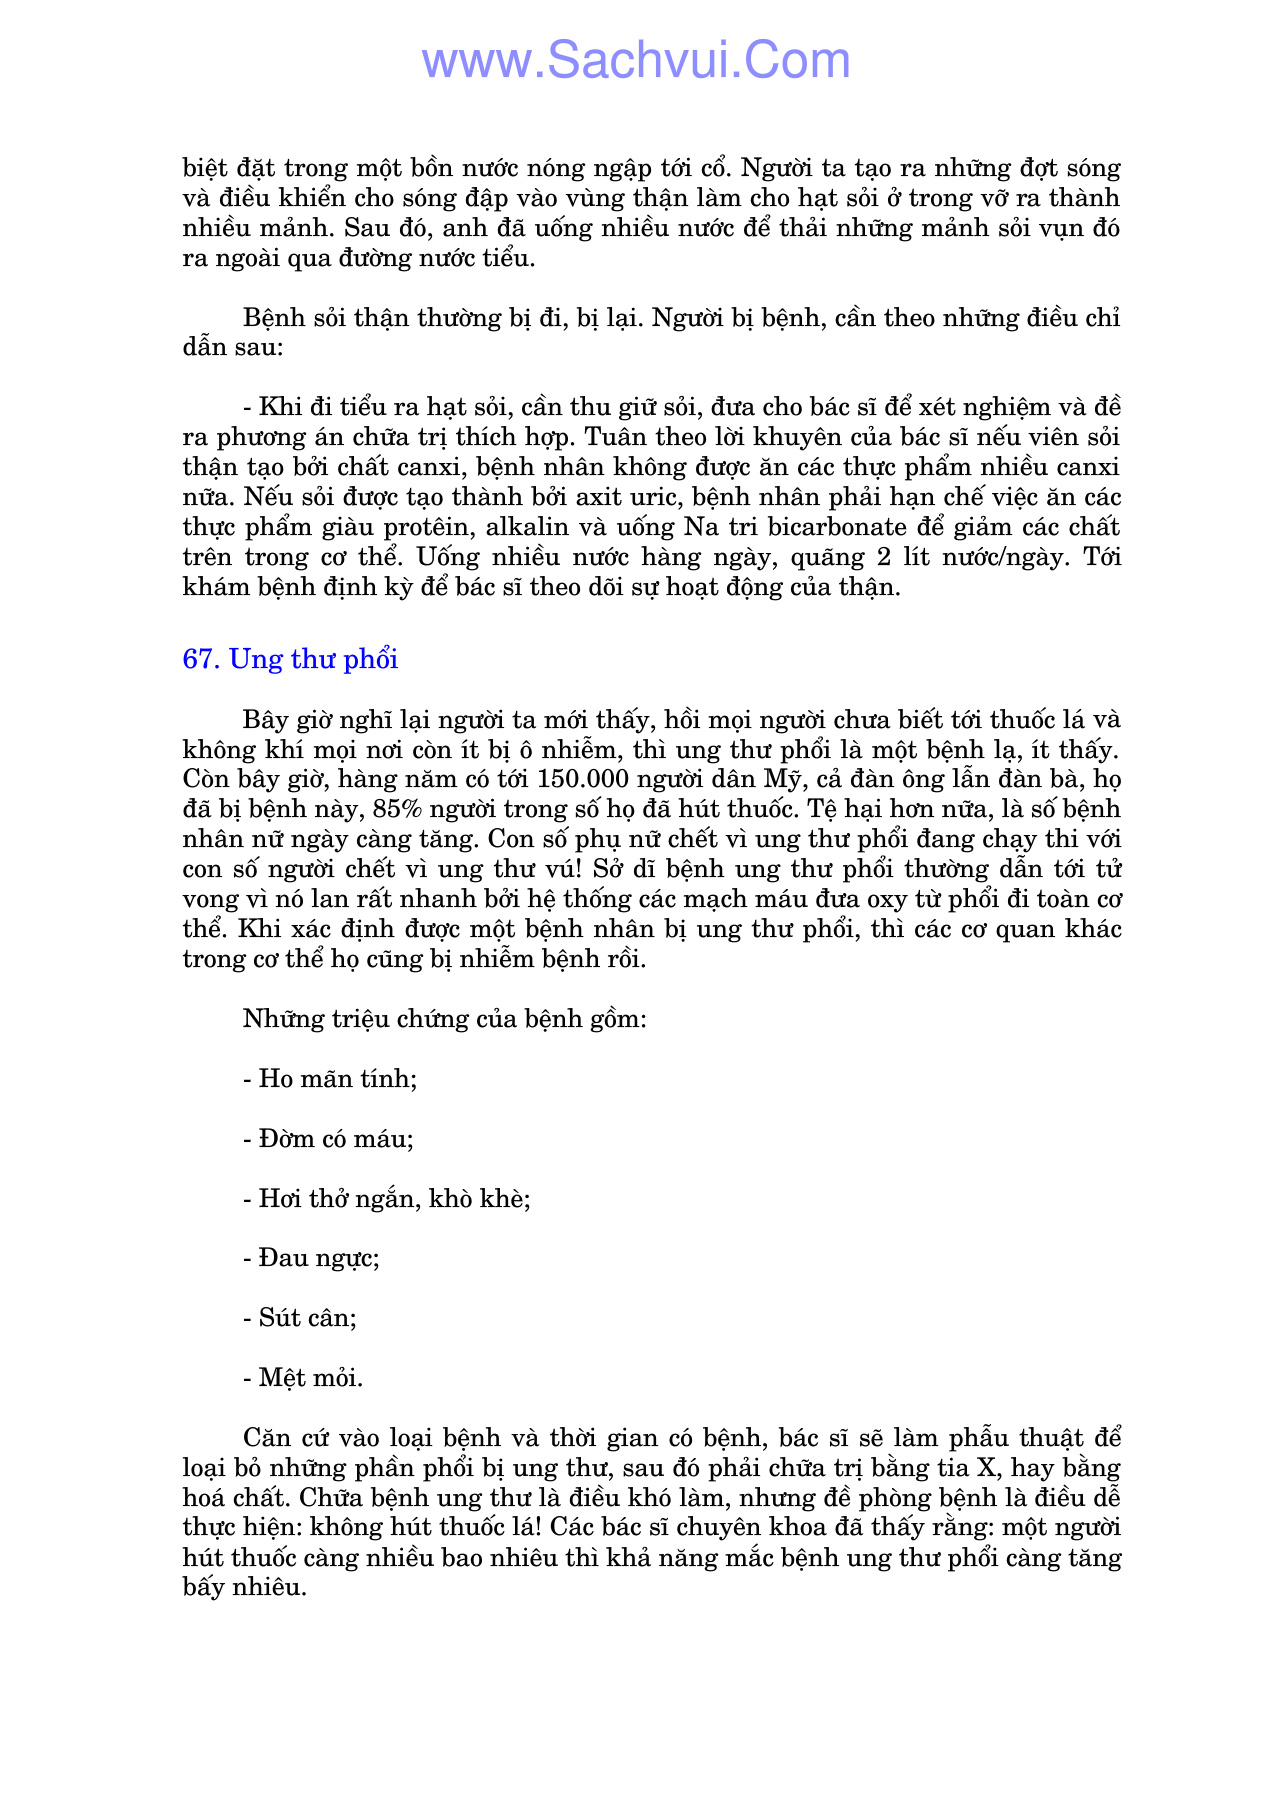 www.Sachvui.Com
biệt đặt trong một bồn nước nóng ngập tới cổ. Người ta tạo ra những đợt sóng
và điều khiển cho sóng đập vào vùng thận làm cho hạt sỏi ở trong vỡ ra thành
nhiều mảnh. Sau đó, anh đã uống nhiều nước để thải những mảnh sỏi vụn đó
ra ngoài qua đường nước tiểu.
Bệnh sỏi thận thường bị đi, bị lại. Người bị bệnh, cần theo những điều chỉ
dẫn sau:
- Khi đi tiểu ra hạt sỏi, cần thu giữ sỏi, đưa cho bác sĩ để xét nghiệm và đề
ra phương án chữa trị thích hợp. Tuân theo lời khuyên của bác sĩ nếu viên sỏi
thận tạo bởi chất canxi, bệnh nhân không được ăn các thực phẩm nhiều canxi
nữa. Nếu sỏi được tạo thành bởi axit uric, bệnh nhân phải hạn chế việc ăn các
thực phẩm giàu protêin, alkalin và uống Na tri bicarbonate để giảm các chất
trên trong cơ thể. Uống nhiều nước hàng ngày, quãng 2 lít nước/ngày. Tới
khám bệnh định kỳ để bác sĩ theo dõi sự hoạt động của thận.
67. Ung thư phổi
Bây giờ nghĩ lại người ta mới thấy, hồi mọi người chưa biết tới thuốc lá và
không khí mọi nơi còn ít bị ô nhiễm, thì ung thư phổi là một bệnh lạ, ít thấy.
Còn bây giờ, hàng năm có tới 150.000 người dân Mỹ, cả đàn ông lẫn đàn bà, họ
đã bị bệnh này, 85% người trong số họ đã hút thuốc. Tệ hại hơn nữa, là số bệnh
nhân nữ ngày càng tăng. Con số phụ nữ chết vì ung thư phổi đang chạy thi với
con số người chết vì ung thư vú! Sở dĩ bệnh ung thư phổi thường dẫn tới tử
vong vì nó lan rất nhanh bởi hệ thống các mạch máu đưa oxy từ phổi đi toàn cơ
thể. Khi xác định được một bệnh nhân bị ung thư phổi, thì các cơ quan khác
trong cơ thể họ cũng bị nhiễm bệnh rồi.
Những triệu chứng của bệnh gồm:
- Ho mãn tính;
- Đờm có máu;
- Hơi thở ngắn, khò khè;
- Đau ngực;
- Sút cân;
- Mệt mỏi.
Căn cứ vào loại bệnh và thời gian có bệnh, bác sĩ sẽ làm phẫu thuật để
loại bỏ những phần phổi bị ung thư, sau đó phải chữa trị bằng tia X, hay bằng
hoá chất. Chữa bệnh ung thư là điều khó làm, nhưng đề phòng bệnh là điều dễ
thực hiện: không hút thuốc lá! Các bác sĩ chuyên khoa đã thấy rằng: một người
hút thuốc càng nhiều bao nhiêu thì khả năng mắc bệnh ung thư phổi càng tăng
bấy nhiêu.